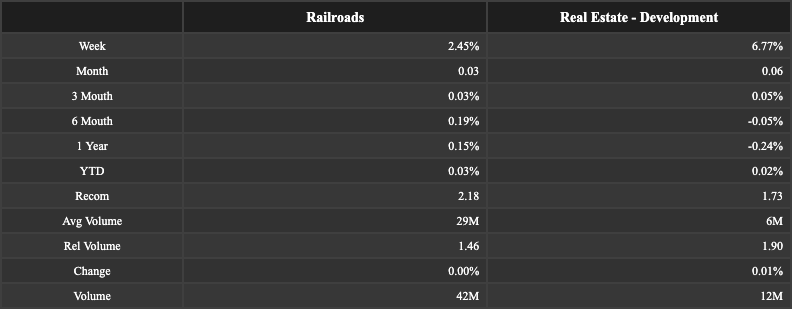 Railroads Real Estate - Development
Week 2.45% 6.77%
Month 0.03 0.06
3 Mouth 0.03% 0.05%
6 Mouth 0.19% -0.05%
1 Year 0.15% -0.24%
YTD 0.03% 0.02%
Recom 2.18 1.73
Avg Volume 29M 6M
Rel Volume 1.46 1.90
Change 0.00% 0.01%
Volume 42M 12M